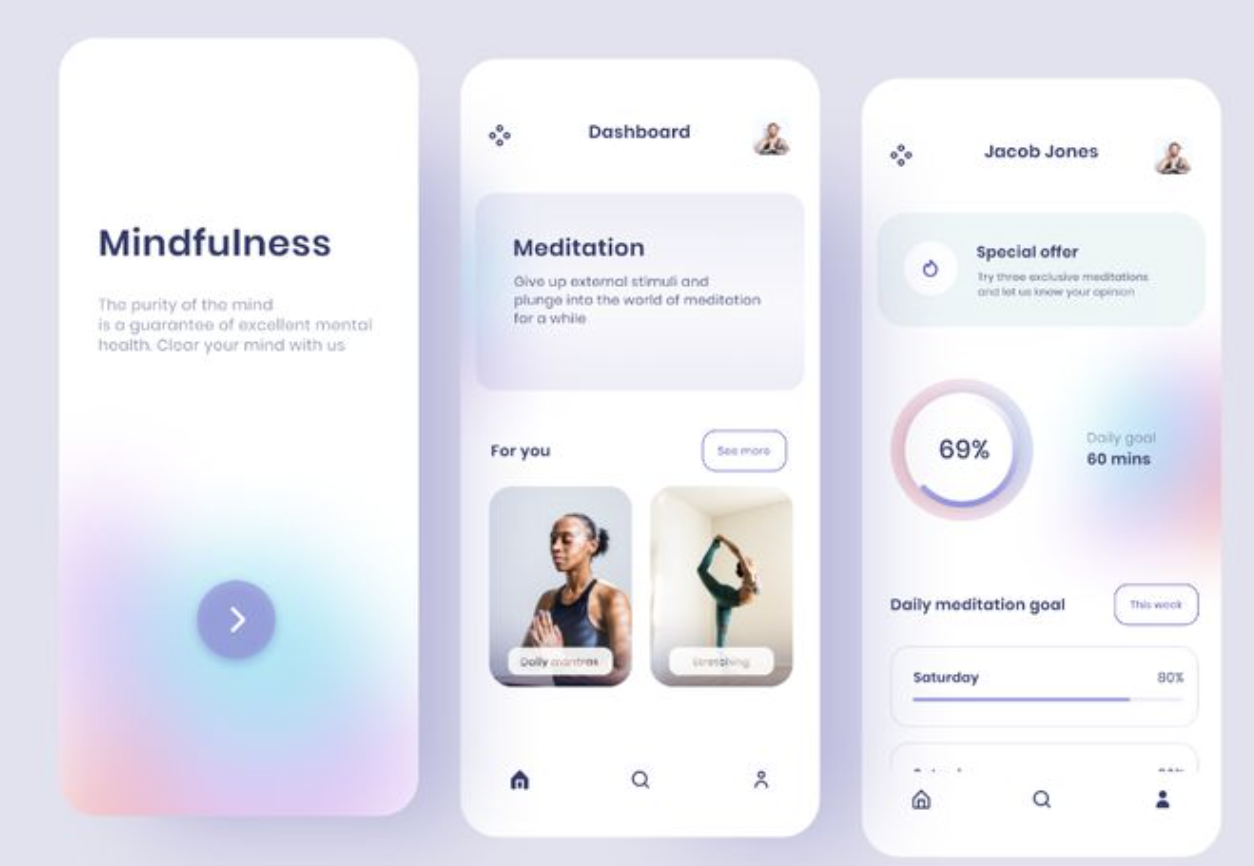 Mindfulness
The purity of the mind
is a guarantee of excellent mental
health. Clear your mind with us
Dashboard
Meditation
Give up external stimuli and
plunge into the world of meditation
for a while
For you
See more
Daily mantras
Stretching
Jacob Jones
Special offer
Try three exclusive meditations
and let us know your opinion
69%
Daily goal
60 mins
Daily meditation goal
This week
Saturday
80%